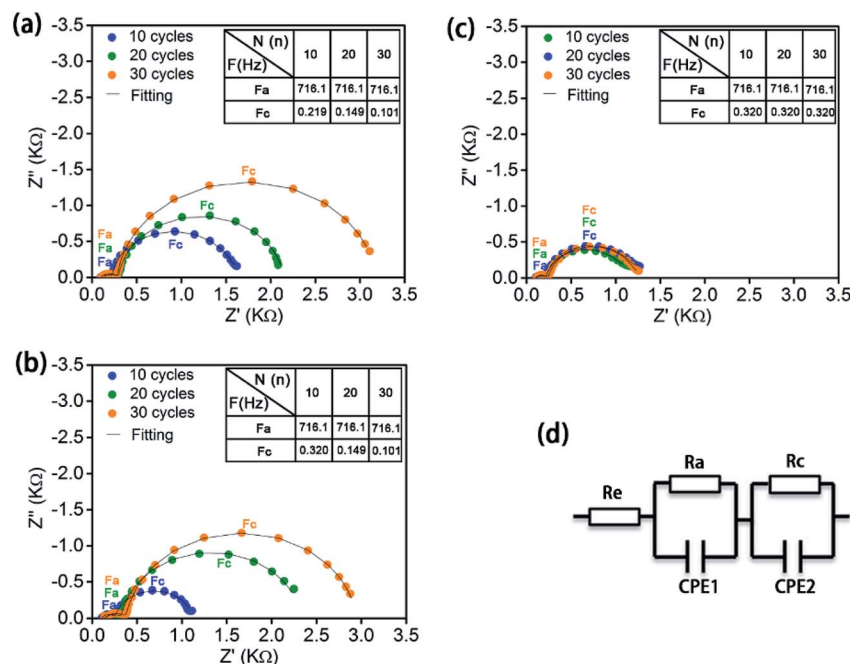 (a)
-3.5
-3.0
-2.5
-2.0
-1.5
-1.0
-0.5
0.0
Z" (KΩ)
10 cycles
20 cycles
30 cycles
Fitting
N (n) 10 20 30
F(Hz)
Fa 716.1 716.1 716.1
Fc 0.219 0.149 0.101
Fc
Fc
Fc
Fa
Fa
Fa
0.0 0.5 1.0 1.5 2.0 2.5 3.0 3.5
Z' (KΩ)
(c)
-3.5
-3.0
-2.5
-2.0
-1.5
-1.0
-0.5
0.0
Z" (KΩ)
10 cycles
20 cycles
30 cycles
Fitting
N (n) 10 20 30
F(Hz)
Fa 716.1 716.1 716.1
Fc 0.320 0.320 0.320
Fc
Fc
Fc
Fa
Fa
Fa
0.0 0.5 1.0 1.5 2.0 2.5 3.0 3.5
Z' (KΩ)
(b)
-3.5
-3.0
-2.5
-2.0
-1.5
-1.0
-0.5
0.0
Z" (KΩ)
10 cycles
20 cycles
30 cycles
Fitting
N (n) 10 20 30
F(Hz)
Fa 716.1 716.1 716.1
Fc 0.320 0.149 0.101
Fc
Fc
Fc
Fa
Fa
Fa
0.0 0.5 1.0 1.5 2.0 2.5 3.0 3.5
Z' (KΩ)
(d)
Re
Ra
Rc
CPE1
CPE2